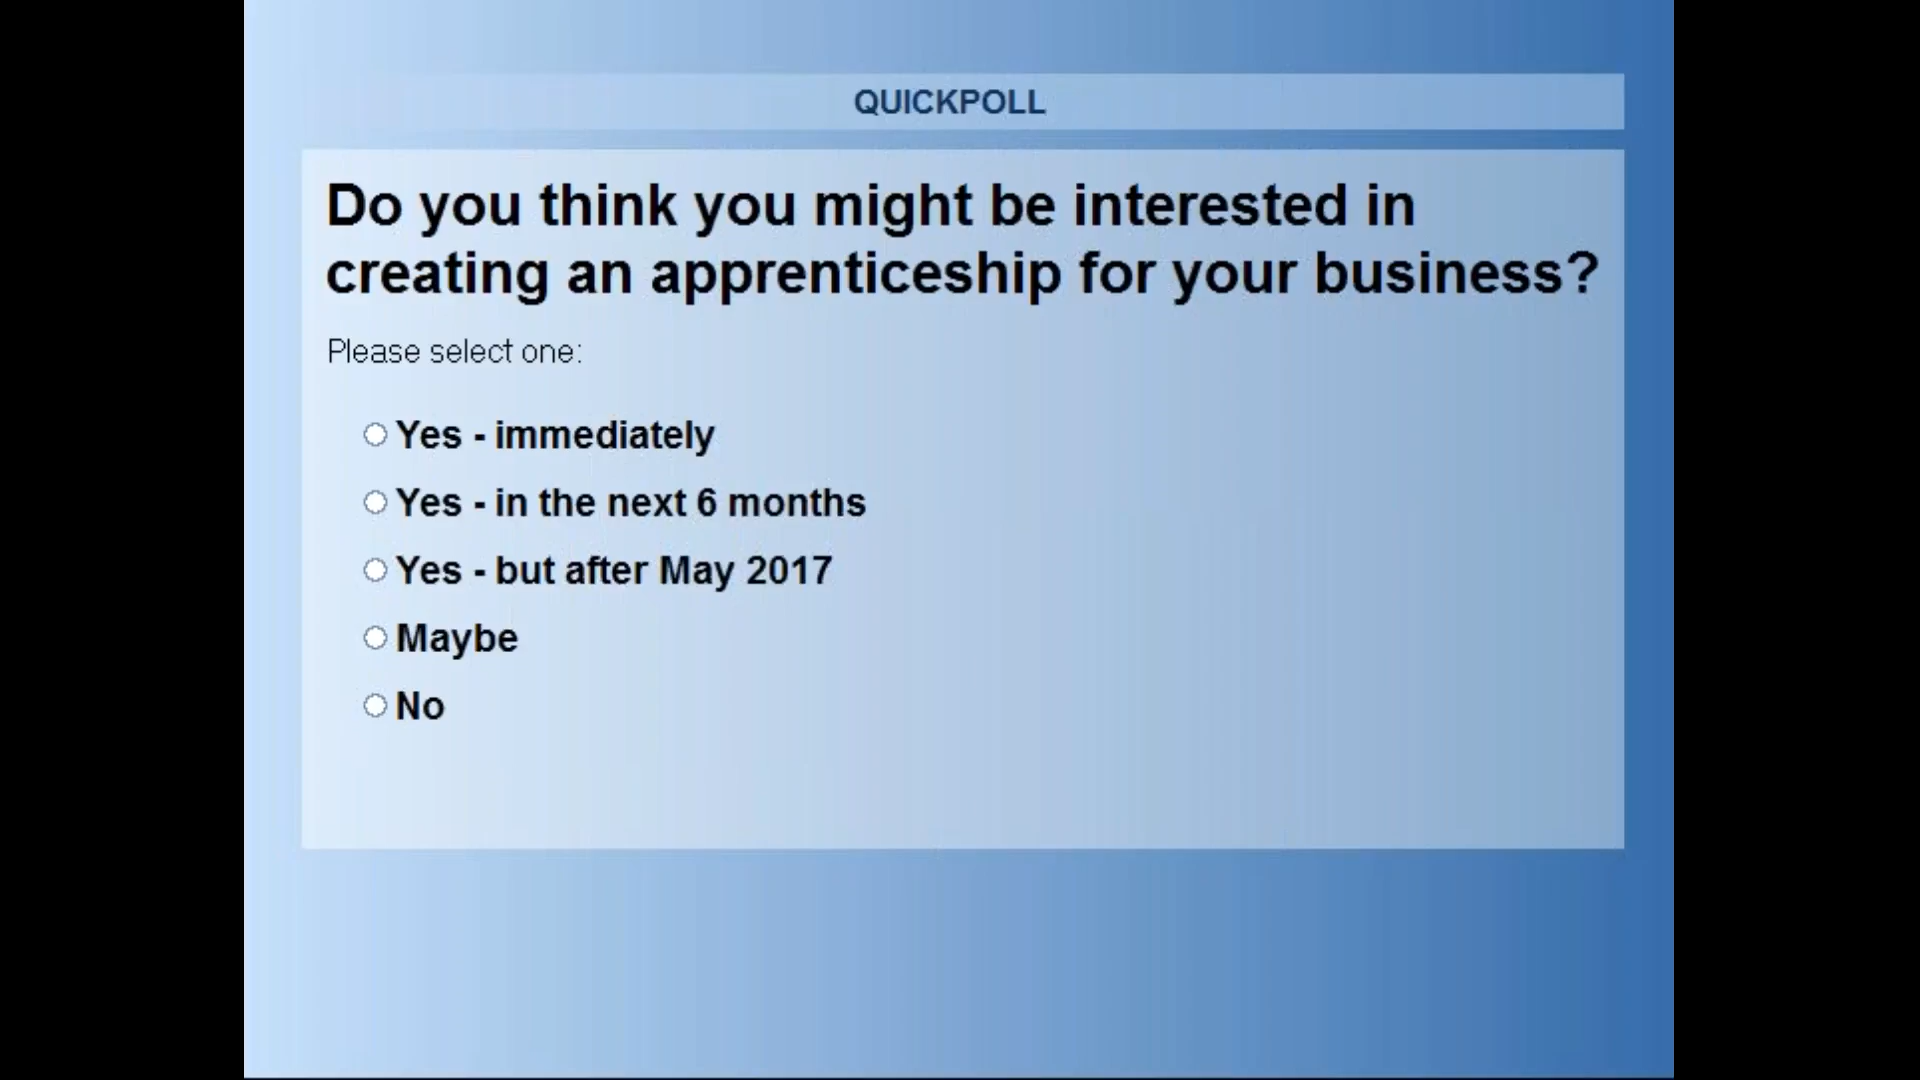 QUICKPOLL
Do you think you might be interested in
creating an apprenticeship for your business?
Please select one:
Yes - immediately
Yes - in the next 6 months
Yes - but after May 2017
Maybe
No